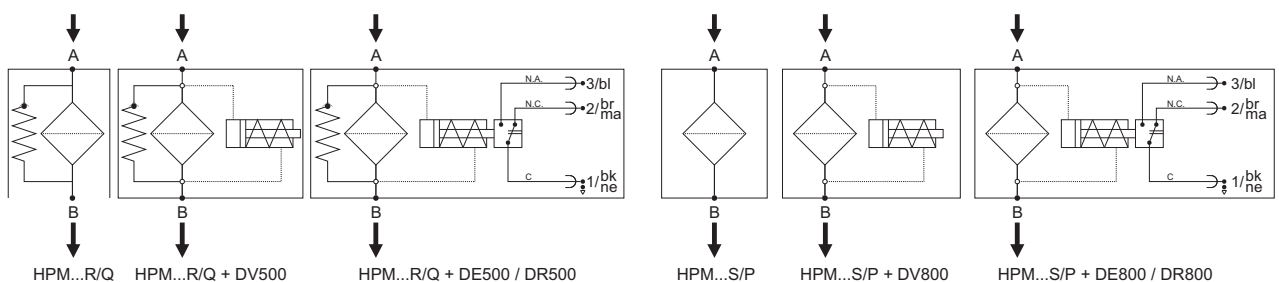 A A A A A A
N.A. 3/bl N.A. 3/bl
N.C. 2/br ma N.C. 2/br ma
C 1/bk ne C 1/bk ne
B B B B B B
HPM...R/Q HPM...R/Q + DV500 HPM...R/Q + DE500 / DR500 HPM...S/P HPM...S/P + DV800 HPM...S/P + DE800 / DR800